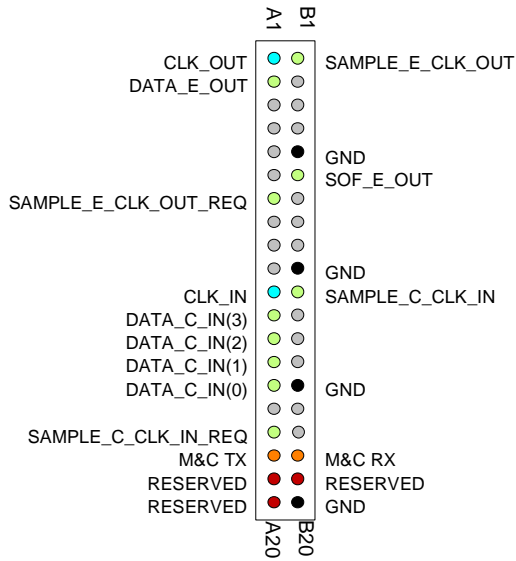 A1 B1
CLK_OUT SAMPLE_E_CLK_OUT
DATA_E_OUT
GND
SOF_E_OUT
SAMPLE_E_CLK_OUT_REQ
GND
CLK_IN SAMPLE_C_CLK_IN
DATA_C_IN(3)
DATA_C_IN(2)
DATA_C_IN(1)
DATA_C_IN(0) GND
SAMPLE_C_CLK_IN_REQ
M&C TX M&C RX
RESERVED RESERVED
RESERVED GND
A20 B20